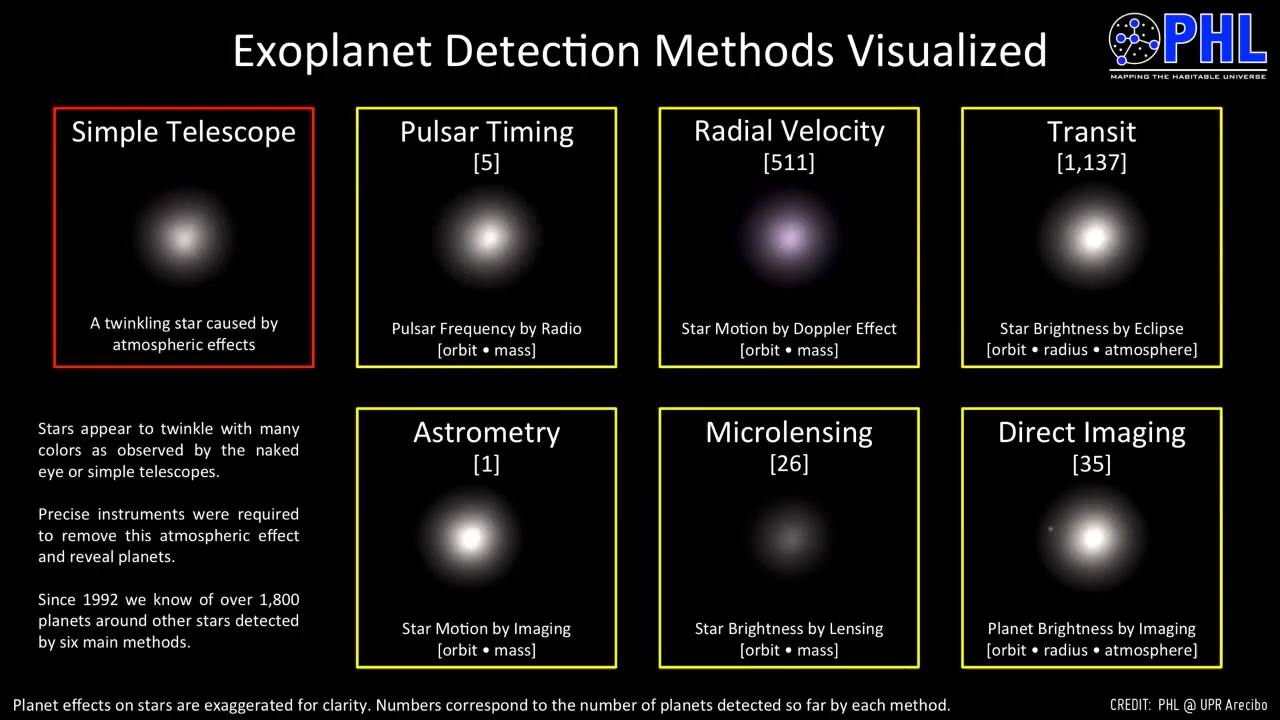 Exoplanet Detection Methods Visualized
PHL
MAPPING THE HABITABLE UNIVERSE
Simple Telescope
A twinkling star caused by
atmospheric effects
Pulsar Timing
[5]
Pulsar Frequency by Radio
[orbit • mass]
Radial Velocity
[511]
Star Motion by Doppler Effect
[orbit • mass]
Transit
[1,137]
Star Brightness by Eclipse
[orbit • radius • atmosphere]
Stars appear to twinkle with many
colors as observed by the naked
eye or simple telescopes.
Precise instruments were required
to remove this atmospheric effect
and reveal planets.
Since 1992 we know of over 1,800
planets around other stars detected
by six main methods.
Astrometry
[1]
Star Motion by Imaging
[orbit • mass]
Microlensing
[26]
Star Brightness by Lensing
[orbit • mass]
Direct Imaging
[35]
Planet Brightness by Imaging
[orbit • radius • atmosphere]
Planet effects on stars are exaggerated for clarity. Numbers correspond to the number of planets detected so far by each method.
CREDIT: PHL @ UPR Arecibo